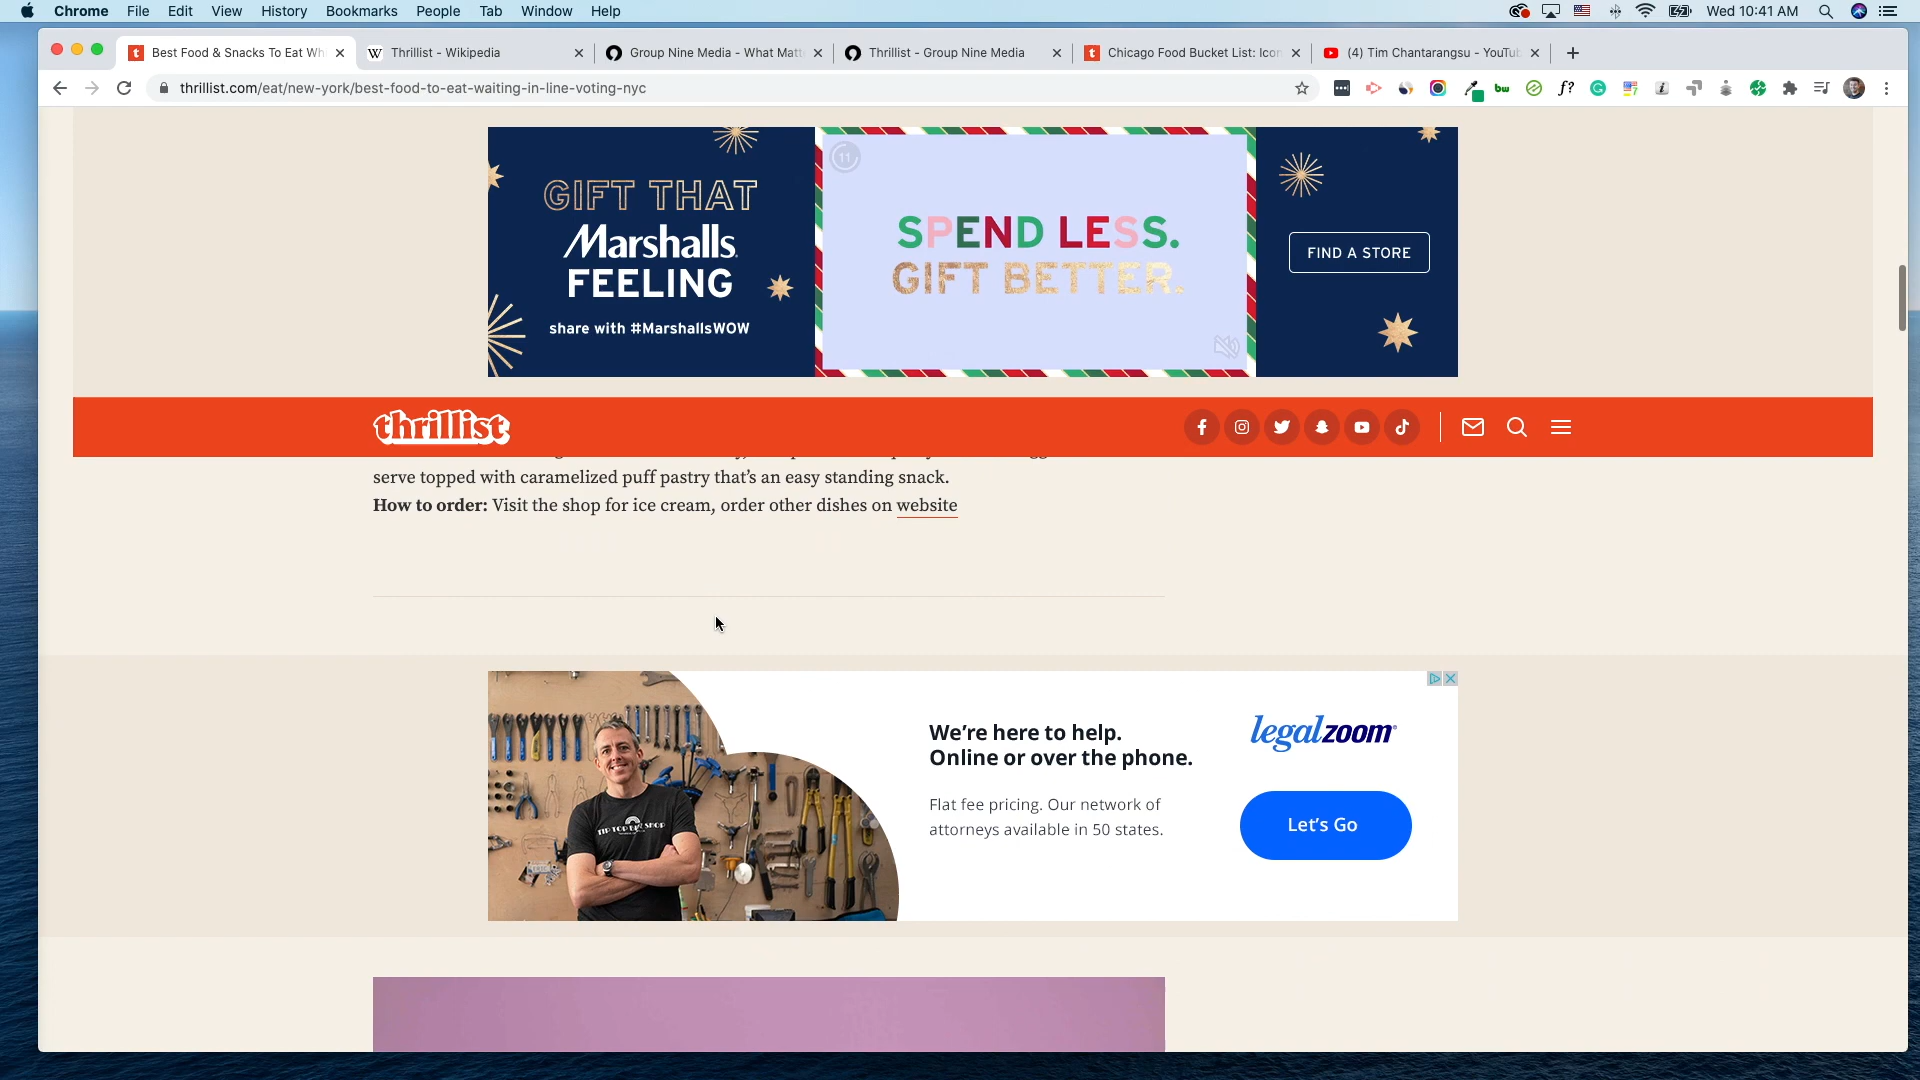 Chrome File Edit View History Bookmarks People Tab Window Help
Wed 10:41 AM
Best Food & Snacks To Eat Wh
Thrillist - Wikipedia
Group Nine Media - What Matt
Thrillist - Group Nine Media
Chicago Food Bucket List: Icon
(4) Tim Chantarangsu - YouTu
thrillist.com/eat/new-york/best-food-to-eat-waiting-in-line-voting-nyc
GIFT THAT
Marshalls
FEELING
share with #MarshallsWOW
11
SPEND LESS.
GIFT BETTER.
FIND A STORE
thrillist
serve topped with caramelized puff pastry that’s an easy standing snack.
How to order: Visit the shop for ice cream, order other dishes on website
TIP TOP BIKE SHOP
We’re here to help.
Online or over the phone.
Flat fee pricing. Our network of
attorneys available in 50 states.
legalzoom
Let’s Go